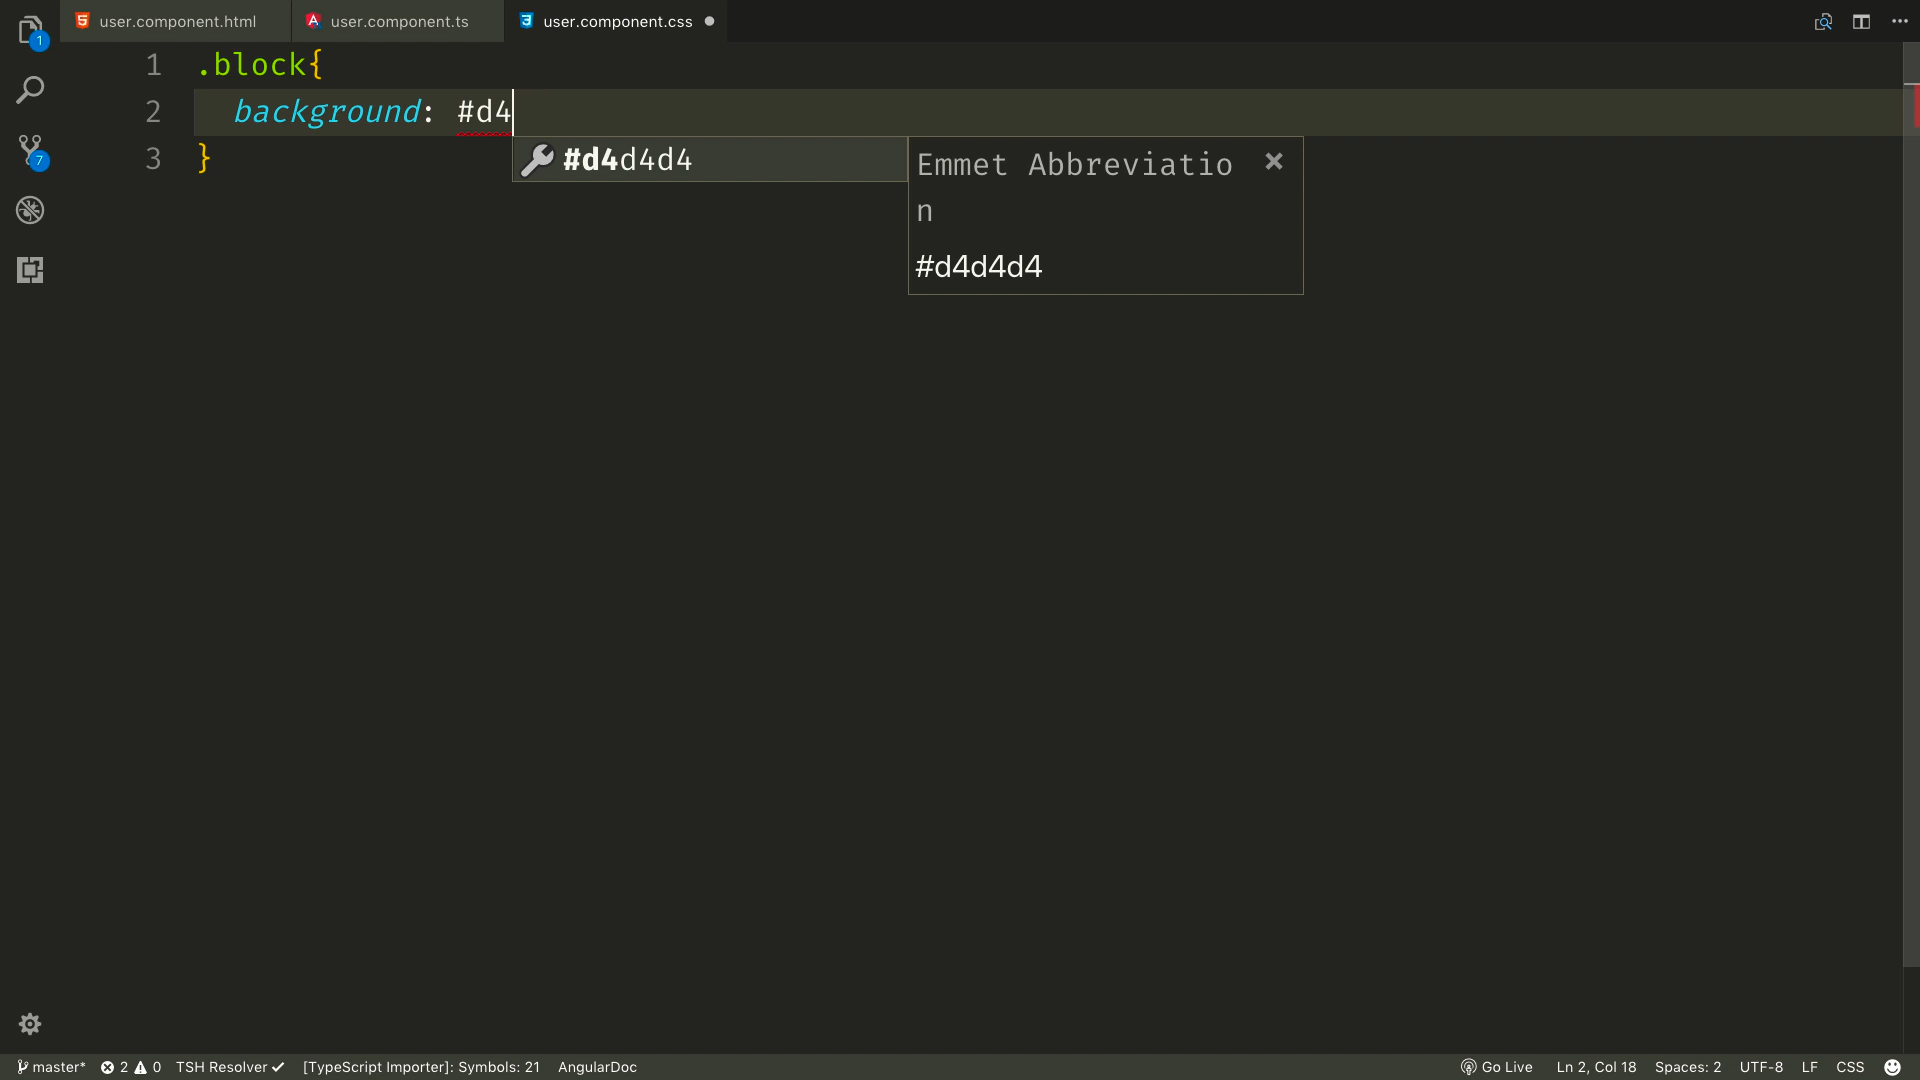 user.component.html
user.component.ts
user.component.css
1
7
1 .block{
2 background: #d4
3 }
#d4d4d4
Emmet Abbreviatio
n
#d4d4d4
master* 2 0 TSH Resolver [TypeScript Importer]: Symbols: 21 AngularDoc
Go Live Ln 2, Col 18 Spaces: 2 UTF-8 LF CSS